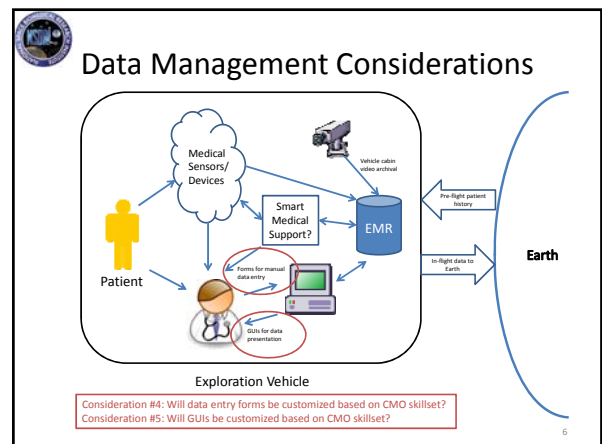 Data Management Considerations
Medical
Sensors/
Devices
Vehicle cabin
video archival
Smart
Medical
Support?
EMR
Pre-flight patient
history
In-flight data to
Earth
Earth
Patient
Forms for manual
data entry
GUIs for data
presentation
Exploration Vehicle
Consideration #4: Will data entry forms be customized based on CMO skillset?
Consideration #5: Will GUIs be customized based on CMO skillset?
6